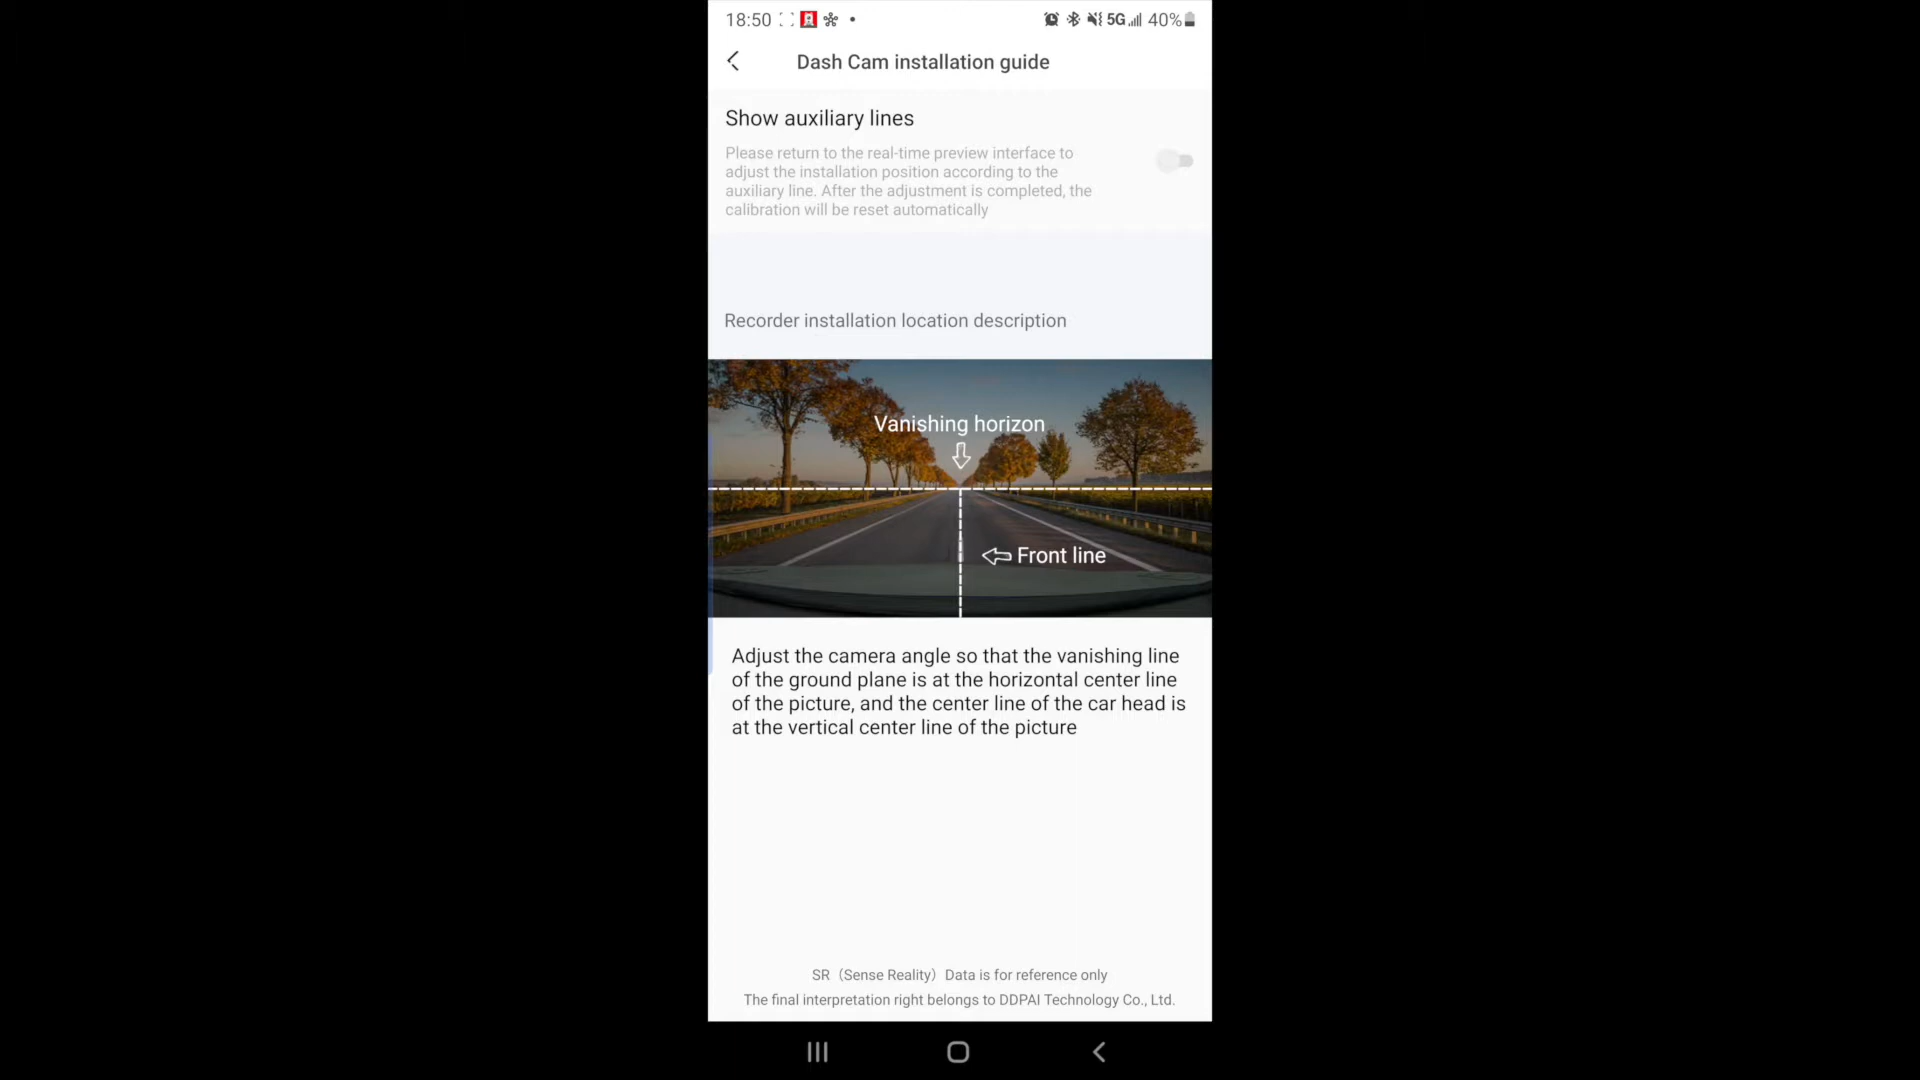 18:50
5G 40%
Dash Cam installation guide
Show auxiliary lines
Please return to the real-time preview interface to
adjust the installation position according to the
auxiliary line. After the adjustment is completed, the
calibration will be reset automatically
Recorder installation location description
Vanishing horizon
Front line
Adjust the camera angle so that the vanishing line
of the ground plane is at the horizontal center line
of the picture, and the center line of the car head is
at the vertical center line of the picture
SR（Sense Reality）Data is for reference only
The final interpretation right belongs to DDPAI Technology Co., Ltd.